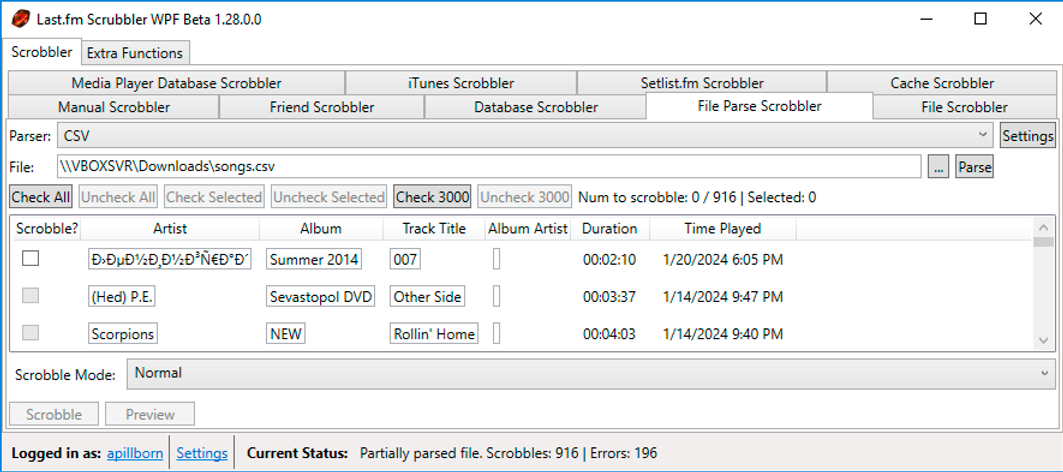 Last.fm Scrubbler WPF Beta 1.28.0.0
Scrobbler Extra Functions
Media Player Database Scrobbler iTunes Scrobbler Setlist.fm Scrobbler Cache Scrobbler
Manual Scrobbler Friend Scrobbler Database Scrobbler File Parse Scrobbler File Scrobbler
Parser: CSV Settings
File: \\VBOXSVR\Downloads\songs.csv ... Parse
Check All Uncheck All Check Selected Uncheck Selected Check 3000 Uncheck 3000 Num to scrobble: 0 / 916 | Selected: 0
Scrobble? Artist Album Track Title Album Artist Duration Time Played
Ð›ÐµÐ½Ð¸Ð½Ð³Ñ€Ð°Ð´ Summer 2014 007 00:02:10 1/20/2024 6:05 PM
(Hed) P.E. Sevastopol DVD Other Side 00:03:37 1/14/2024 9:47 PM
Scorpions NEW Rollin' Home 00:04:03 1/14/2024 9:40 PM
Scrobble Mode: Normal
Scrobble Preview
Logged in as: apillborn Settings Current Status: Partially parsed file. Scrobbles: 916 | Errors: 196